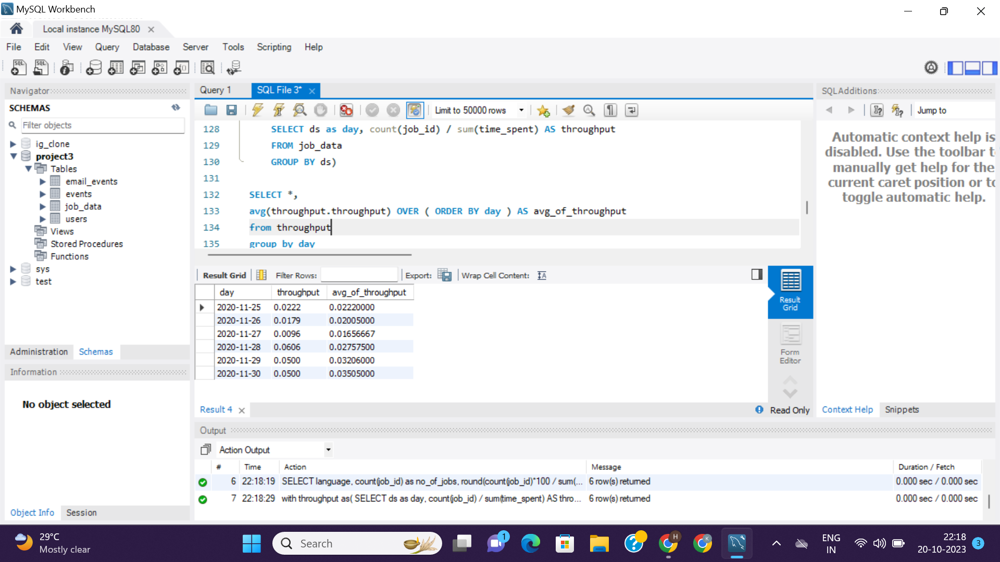 MySQL Workbench
Local instance MySQL80
File Edit View Query Database Server Tools Scripting Help
Navigator
SCHEMAS
Filter objects
ig_clone
project3
Tables
email_events
events
job_data
users
Views
Stored Procedures
Functions
sys
test
Administration Schemas
Information
No object selected
Object Info Session
Query 1 SQL File 3*
Limit to 50000 rows
128 SELECT ds as day, count(job_id) / sum(time_spent) AS throughput
129 FROM job_data
130 GROUP BY ds)
131
132 SELECT *,
133 avg(throughput.throughput) OVER ( ORDER BY day ) AS avg_of_throughput
134 from throughput
135 group by day
Result Grid Filter Rows: Export: Wrap Cell Content:
day throughput avg_of_throughput
2020-11-25 0.0222 0.02220000
2020-11-26 0.0179 0.02005000
2020-11-27 0.0096 0.01656667
2020-11-28 0.0606 0.02757500
2020-11-29 0.0500 0.03206000
2020-11-30 0.0500 0.03505000
Result Grid
Form Editor
Result 4
Read Only
SQLAdditions
Jump to
Automatic context help is
disabled. Use the toolbar t
manually get help for the
current caret position or to
toggle automatic help.
Context Help Snippets
Output
Action Output
# Time Action Message Duration / Fetch
6 22:18:19 SELECT language, count(job_id) as no_of_jobs, round(count(job_id)*100 / sum(... 6 row(s) returned 0.000 sec / 0.000 sec
7 22:18:29 with throughput as( SELECT ds as day, count(job_id) / sum(time_spent) AS thro... 6 row(s) returned 0.000 sec / 0.000 sec
29°C
Mostly clear
Search
1
H
K
ENG
IN
22:18
20-10-2023
3